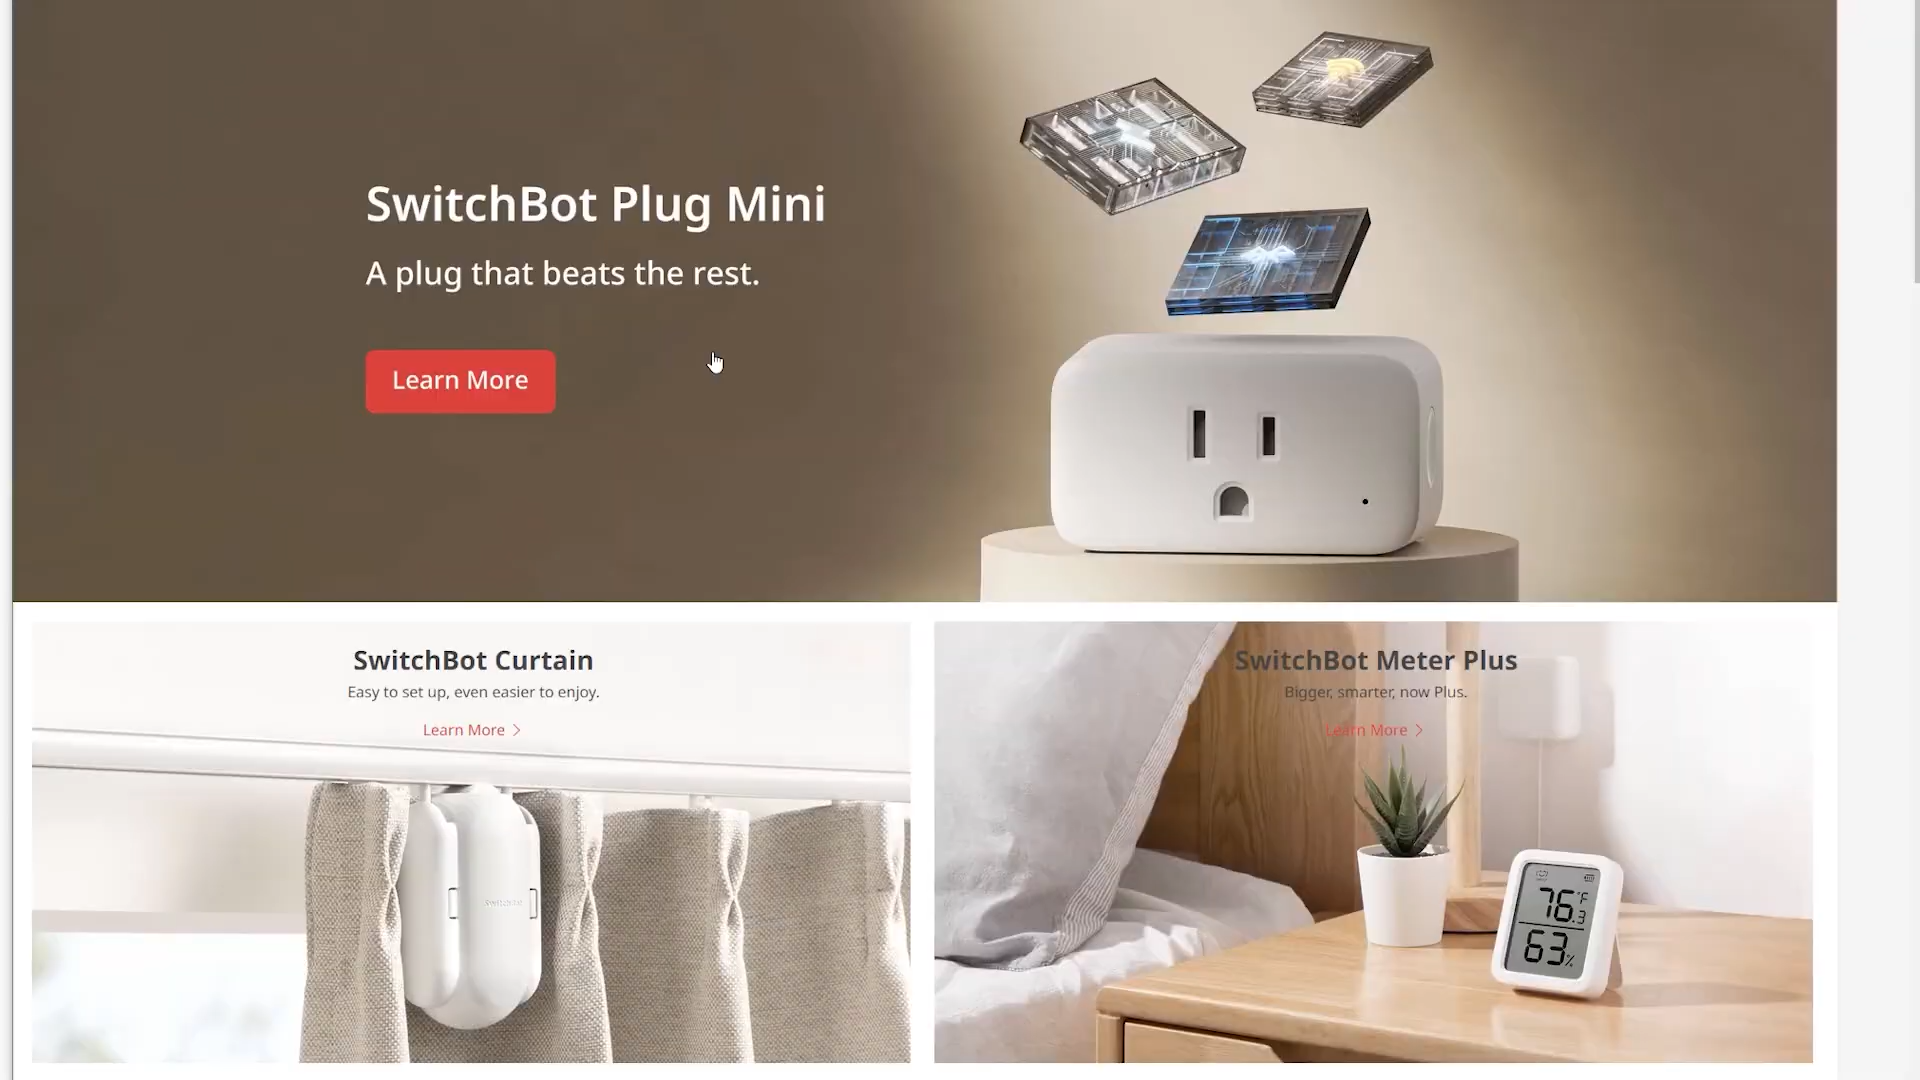 SwitchBot Plug Mini
A plug that beats the rest.
Learn More
SwitchBot Curtain
Easy to set up, even easier to enjoy.
Learn More
SwitchBot Meter Plus
Bigger, smarter, now Plus.
Learn More
SwitchBot
76.3°F
63%